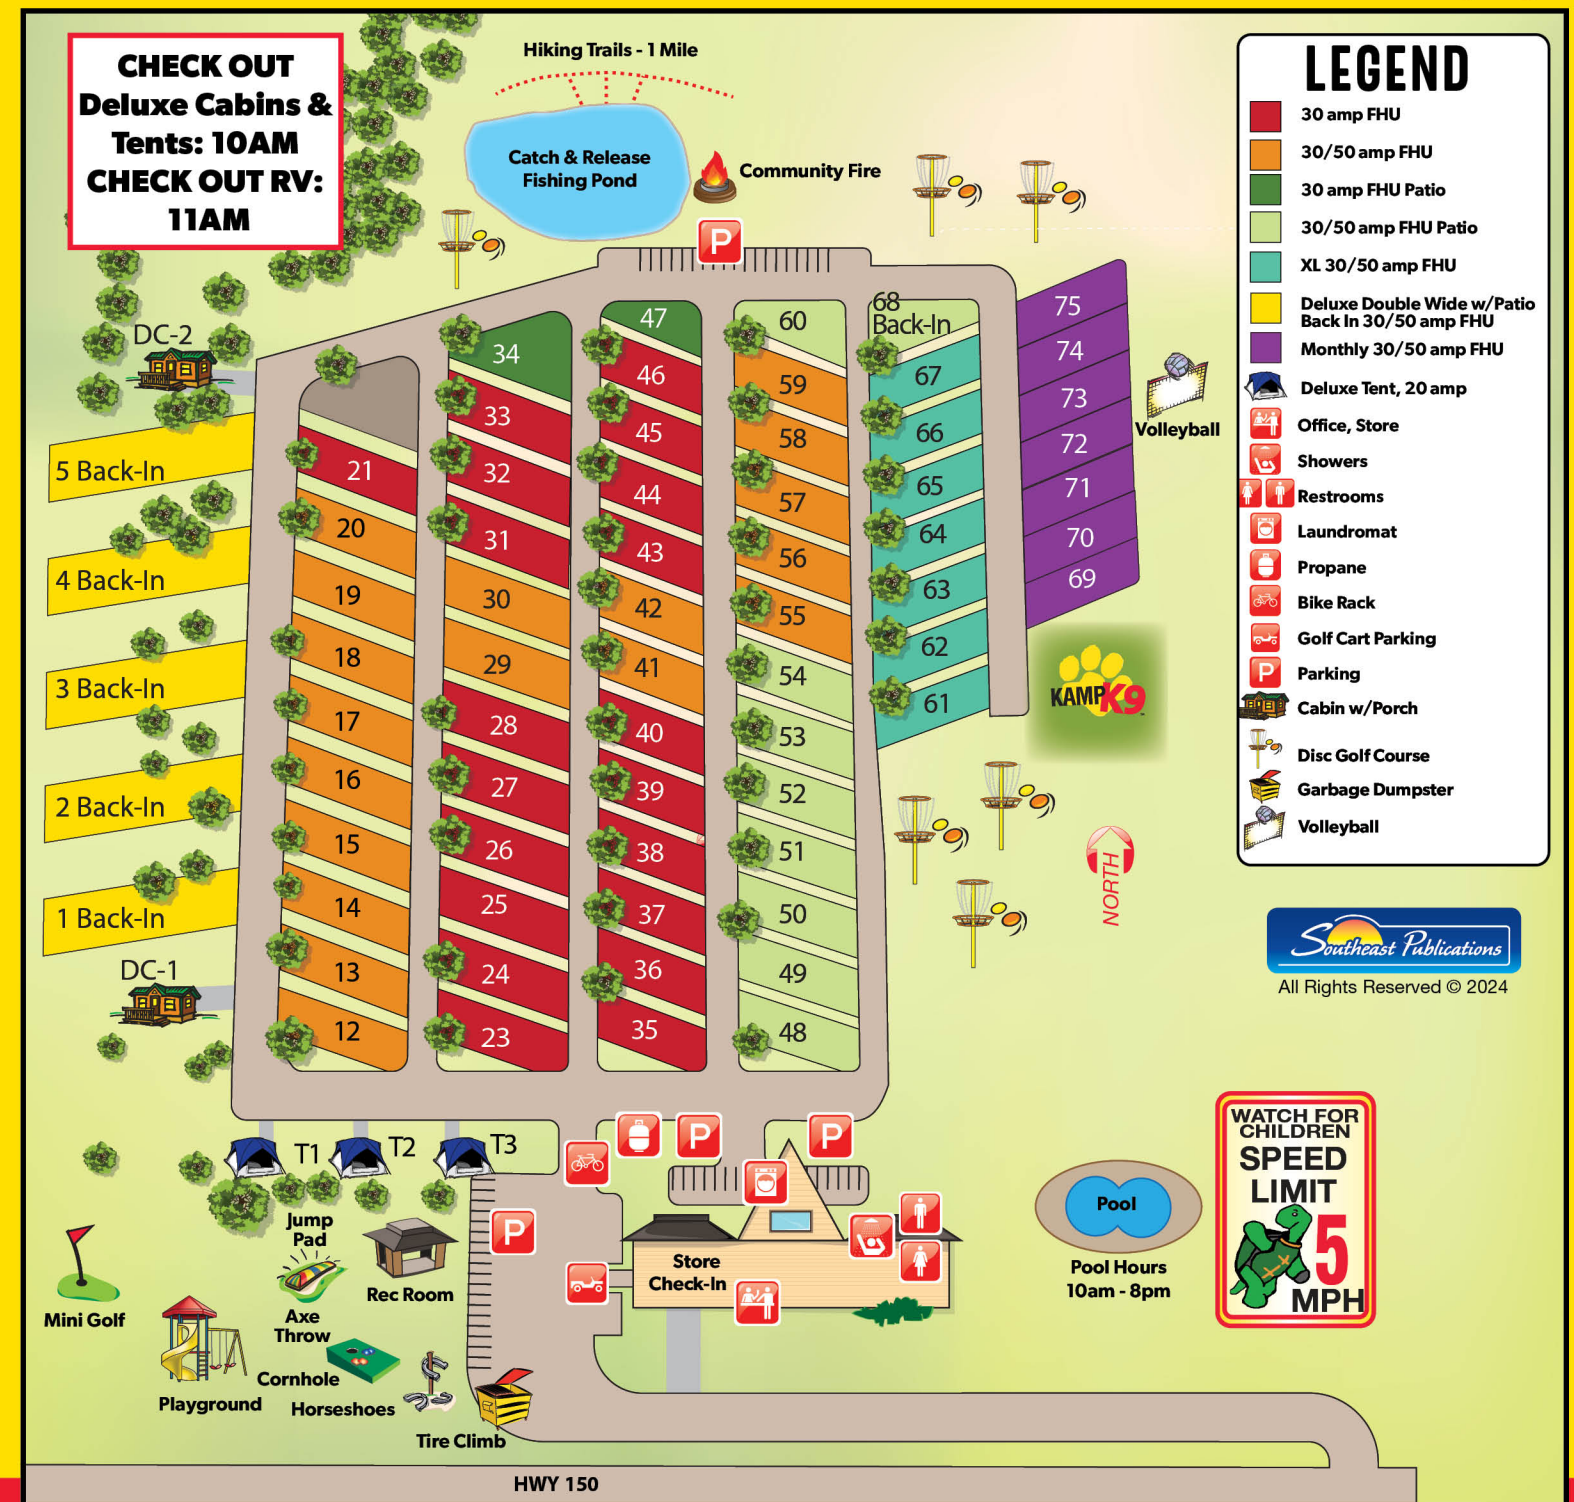 CHECK OUT
Deluxe Cabins &
Tents: 10AM
CHECK OUT RV:
11AM
Hiking Trails - 1 Mile
Catch & Release
Fishing Pond
Community Fire
P
LEGEND
30 amp FHU
30/50 amp FHU
30 amp FHU Patio
30/50 amp FHU Patio
XL 30/50 amp FHU
Deluxe Double Wide w/Patio
Back In 30/50 amp FHU
Monthly 30/50 amp FHU
Deluxe Tent, 20 amp
Office, Store
Showers
Restrooms
Laundromat
Propane
Bike Rack
Golf Cart Parking
P Parking
Cabin w/Porch
Disc Golf Course
Garbage Dumpster
Volleyball
DC-2
5 Back-In
4 Back-In
3 Back-In
2 Back-In
1 Back-In
DC-1
21
20
19
18
17
16
15
14
13
12
34
33
32
31
30
29
28
27
26
25
24
23
47
46
45
44
43
42
41
40
39
38
37
36
35
60
59
58
57
56
55
54
53
52
51
50
49
48
68
Back-In
67
66
65
64
63
62
61
75
74
73
72
71
70
69
Volleyball
KAMP K9
NORTH
Southeast Publications
All Rights Reserved © 2024
T1
T2
T3
P
P
P
Jump
Pad
Rec Room
Axe
Throw
Mini Golf
Playground
Cornhole
Horseshoes
Tire Climb
Store
Check-In
Pool
Pool Hours
10am - 8pm
WATCH FOR
CHILDREN
SPEED
LIMIT
5
MPH
HWY 150